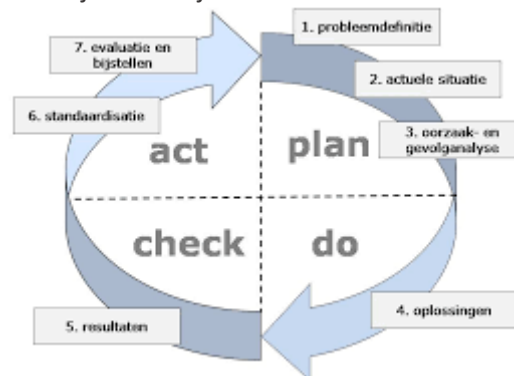 1. probleemdefinitie
2. actuele situatie
3. oorzaak- en
gevolganalyse
4. oplossingen
5. resultaten
6. standaardisatie
7. evaluatie en
bijstellen
act
plan
check
do